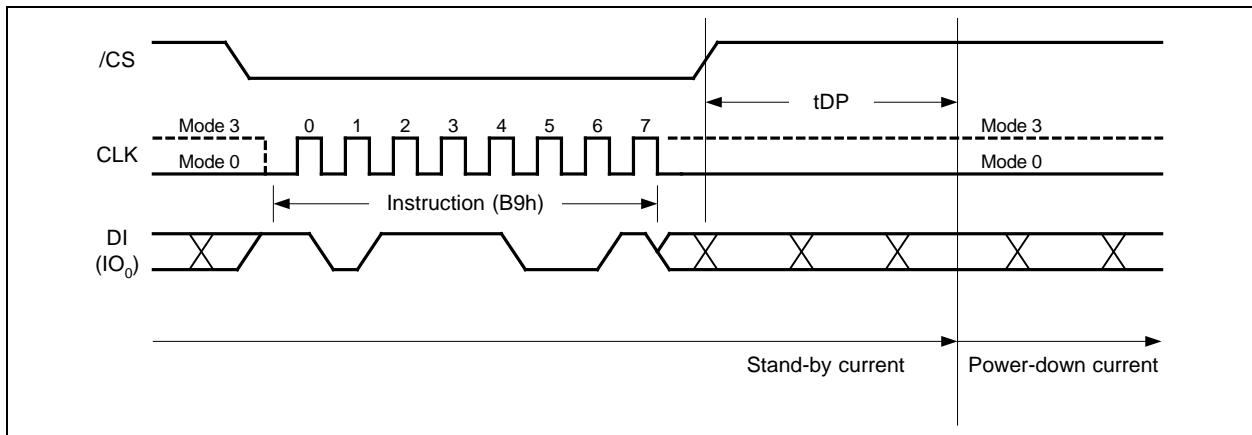 /CS
tDP
Mode 3 0 1 2 3 4 5 6 7 Mode 3
CLK
Mode 0 Mode 0
Instruction (B9h)
DI
(IO0)
Stand-by current Power-down current